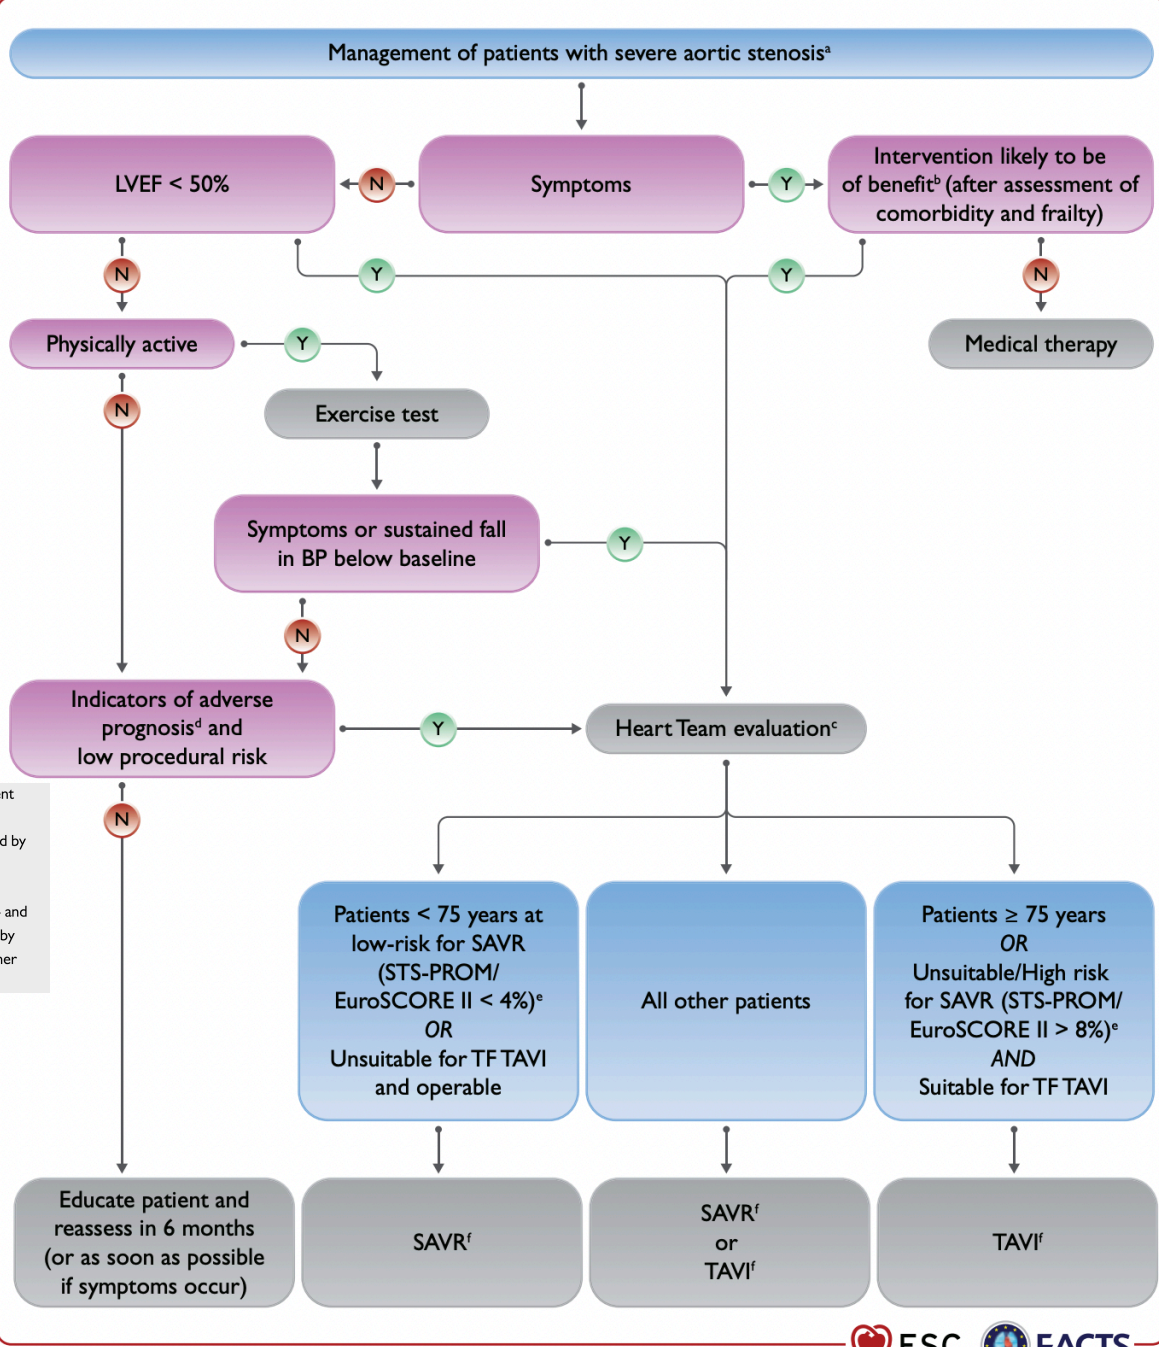 Management of patients with severe aortic stenosisᵃ
LVEF < 50%
N
Symptoms
Y
Intervention likely to be
of benefitᵇ (after assessment of
comorbidity and frailty)
N
Y
Y
N
Physically active
Y
Medical therapy
N
Exercise test
Symptoms or sustained fall
in BP below baseline
Y
N
Indicators of adverse
prognosisᵈ and
low procedural risk
Y
Heart Team evaluationᶜ
N
d by
and
by
Patients < 75 years at
low-risk for SAVR
(STS-PROM/
EuroSCORE II < 4%)ᵉ
OR
Unsuitable for TF TAVI
and operable
All other patients
Patients ≥ 75 years
OR
Unsuitable/High risk
for SAVR (STS-PROM/
EuroSCORE II > 8%)ᵉ
AND
Suitable for TF TAVI
Educate patient and
reassess in 6 months
(or as soon as possible
if symptoms occur)
SAVRᶠ
SAVRᶠ
or
TAVIᶠ
TAVIᶠ
ESC
EACTS